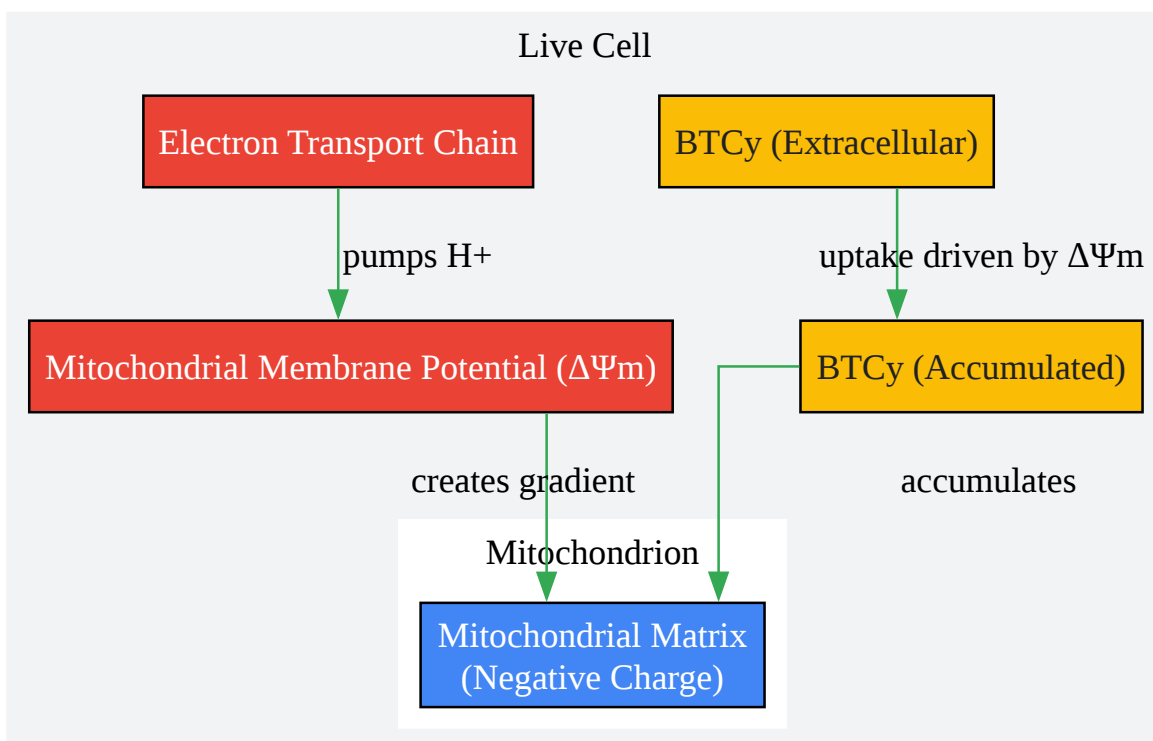 Live Cell
Electron Transport Chain
BTCy (Extracellular)
pumps H+
uptake driven by ΔΨm
Mitochondrial Membrane Potential (ΔΨm)
BTCy (Accumulated)
creates gradient
accumulates
Mitochondrion
Mitochondrial Matrix
(Negative Charge)